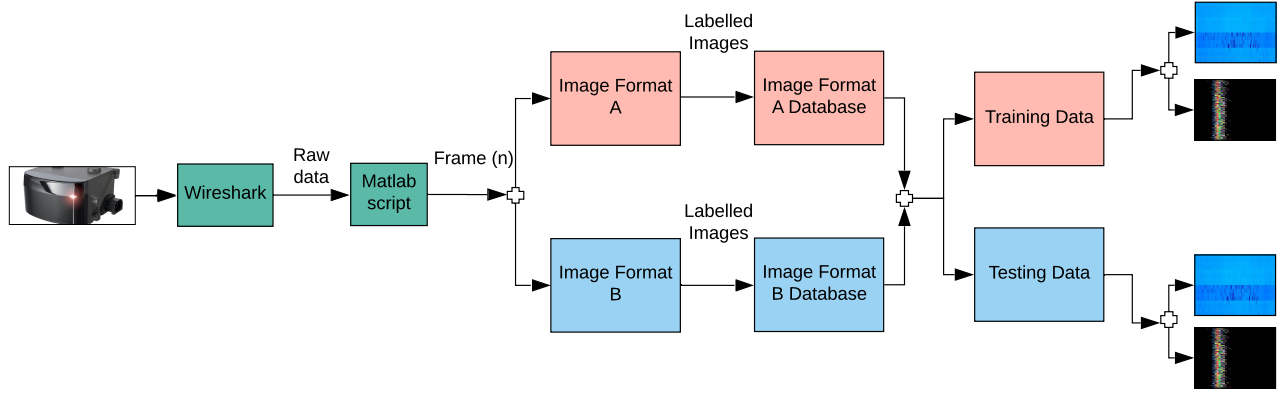 Wireshark
Raw
data
Matlab
script
Frame (n)
Image Format
A
Labelled
Images
Image Format
A Database
Image Format
B
Labelled
Images
Image Format
B Database
Training Data
Testing Data